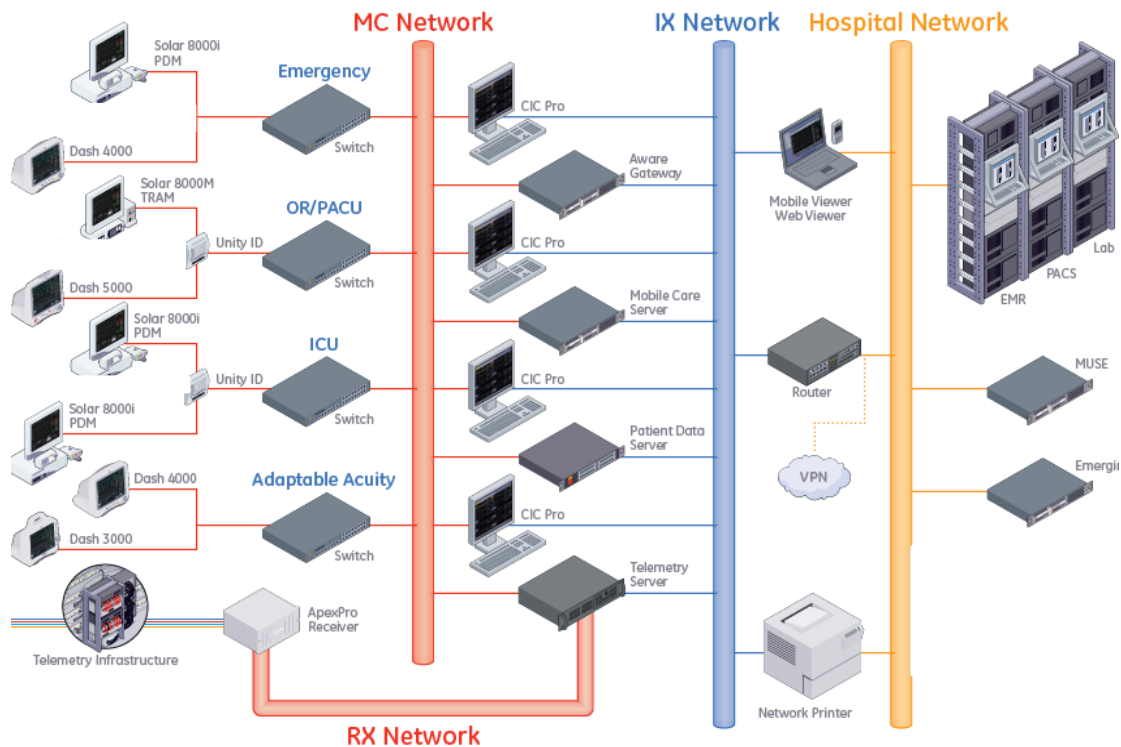 MC Network
IX Network
Hospital Network
Solar 8000i
PDM
Emergency
Switch
CIC Pro
Dash 4000
Aware
Gateway
Mobile Viewer
Web Viewer
Solar 8000M
TRAM
OR/PACU
Unity ID
Switch
CIC Pro
Dash 5000
Mobile Care
Server
Lab
PACS
EMR
Solar 8000i
PDM
ICU
Unity ID
Switch
CIC Pro
Router
MUSE
Solar 8000i
PDM
Patient Data
Server
VPN
Dash 4000
Adaptable Acuity
Switch
CIC Pro
Emergin
Dash 3000
Telemetry
Server
ApexPro
Receiver
Telemetry Infrastructure
Network Printer
RX Network